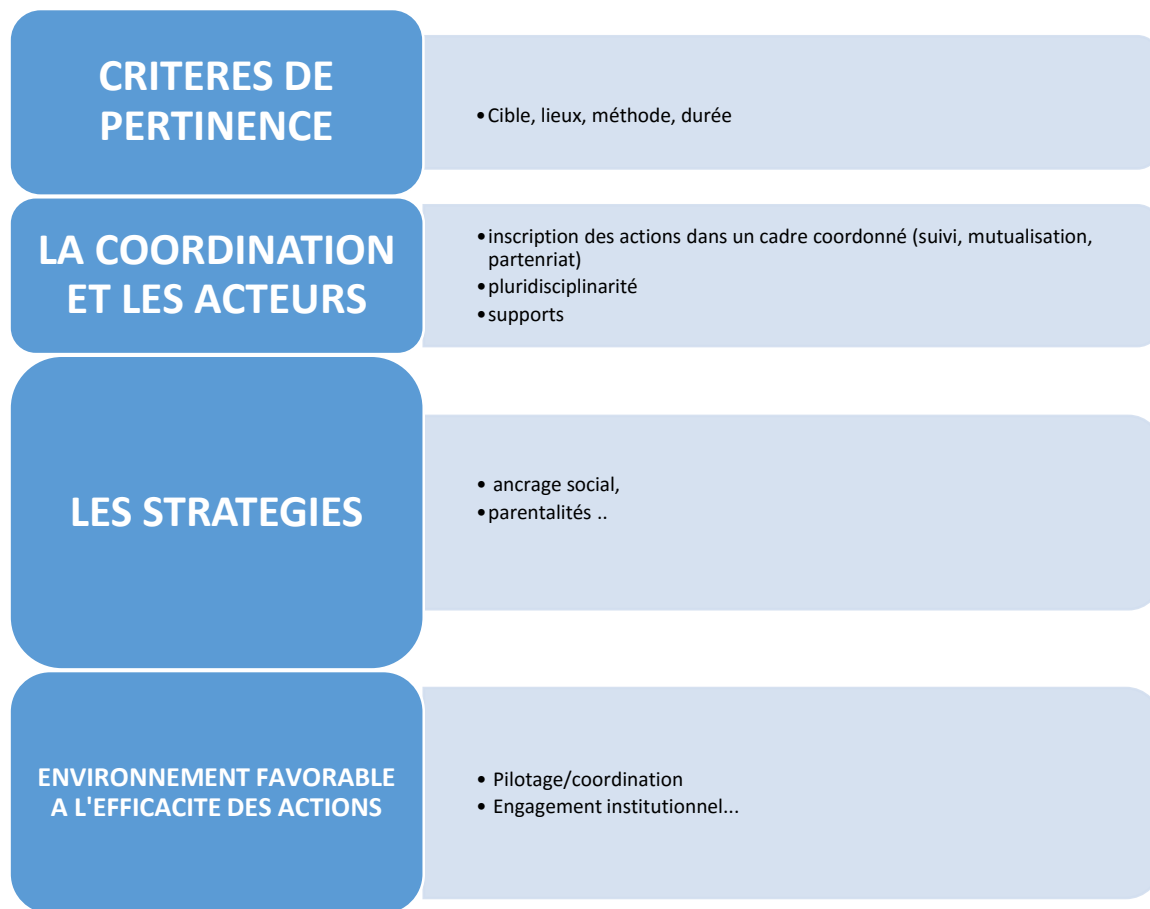 CRITERES DE
PERTINENCE
•Cible, lieux, méthode, durée
LA COORDINATION
ET LES ACTEURS
•inscription des actions dans un cadre coordonné (suivi, mutualisation,
partenriat)
•pluridisciplinarité
•supports
LES STRATEGIES
• ancrage social,
•parentalités ..
ENVIRONNEMENT FAVORABLE
A L'EFFICACITE DES ACTIONS
• Pilotage/coordination
• Engagement institutionnel...